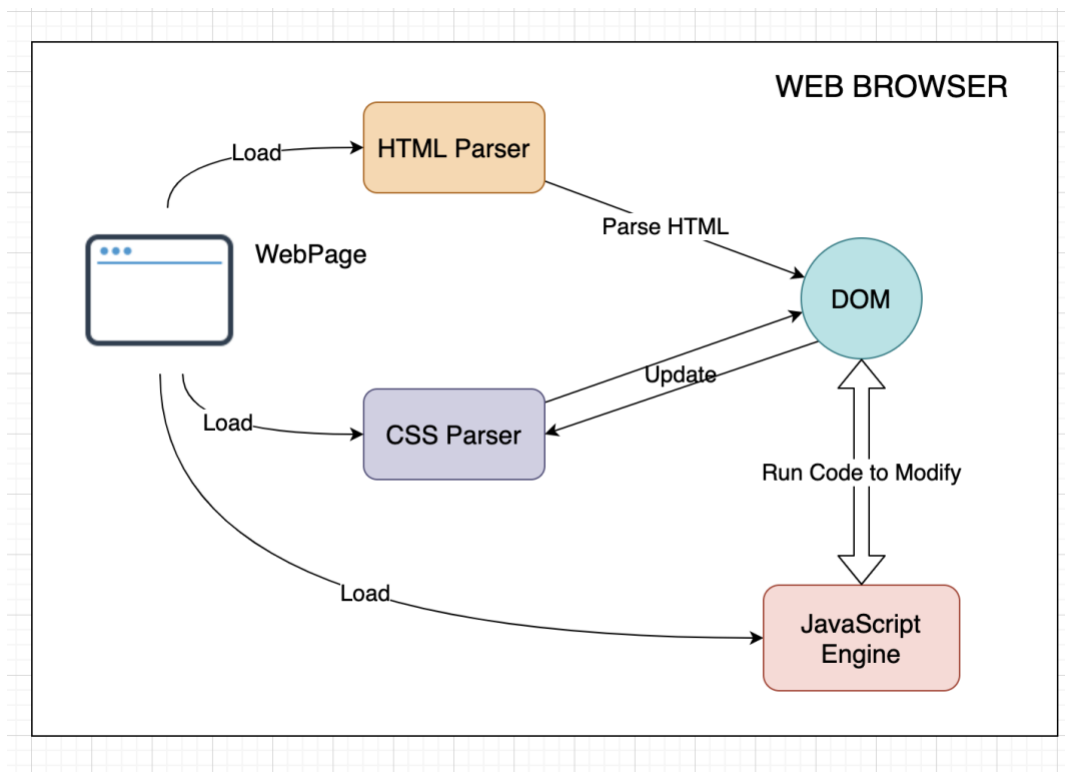 WEB BROWSER
HTML Parser
Load
Parse HTML
WebPage
DOM
Update
Load
CSS Parser
Run Code to Modify
Load
JavaScript
Engine